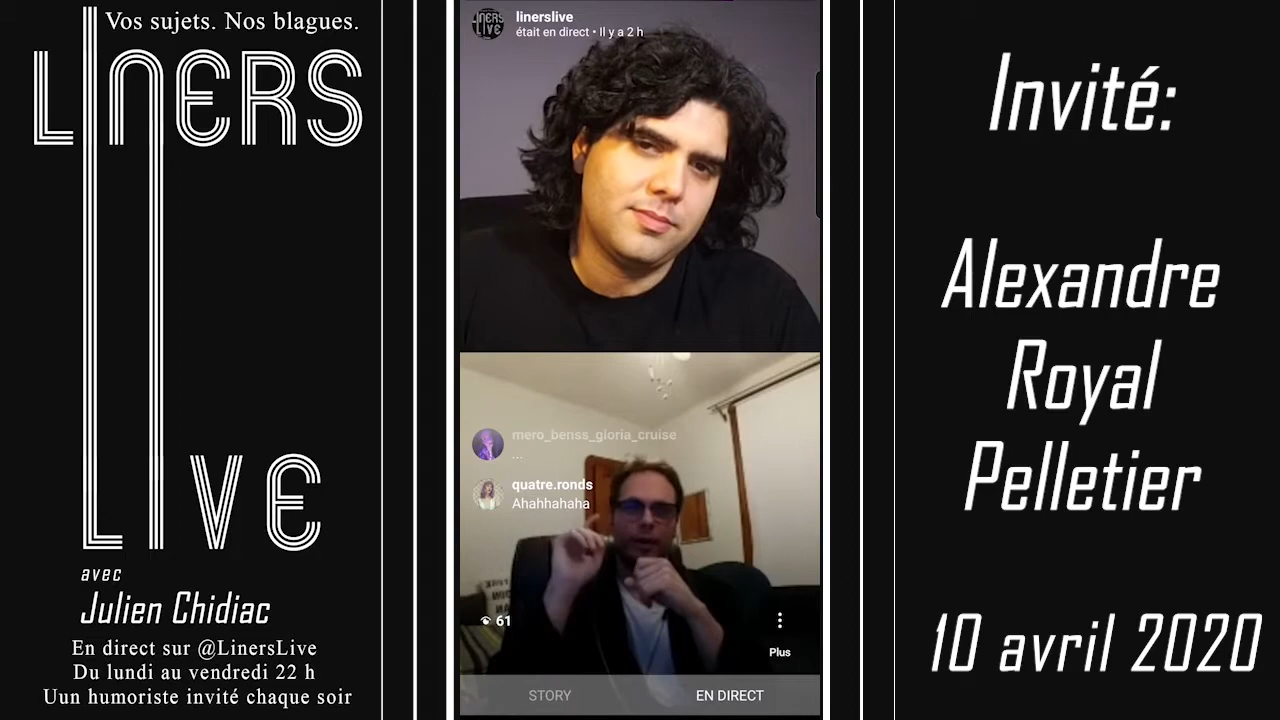 Vos sujets. Nos blagues.
LINERS
LIVE
avec
Julien Chidiac
En direct sur @LinersLive
Du lundi au vendredi 22 h
Uun humoriste invité chaque soir
LINERS
LIVE
linerslive
était en direct • Il y a 2 h
mero_benss_gloria_cruise
...
quatre.ronds
Ahahhahaha
61
Plus
STORY
EN DIRECT
Invité:
Alexandre
Royal
Pelletier
10 avril 2020